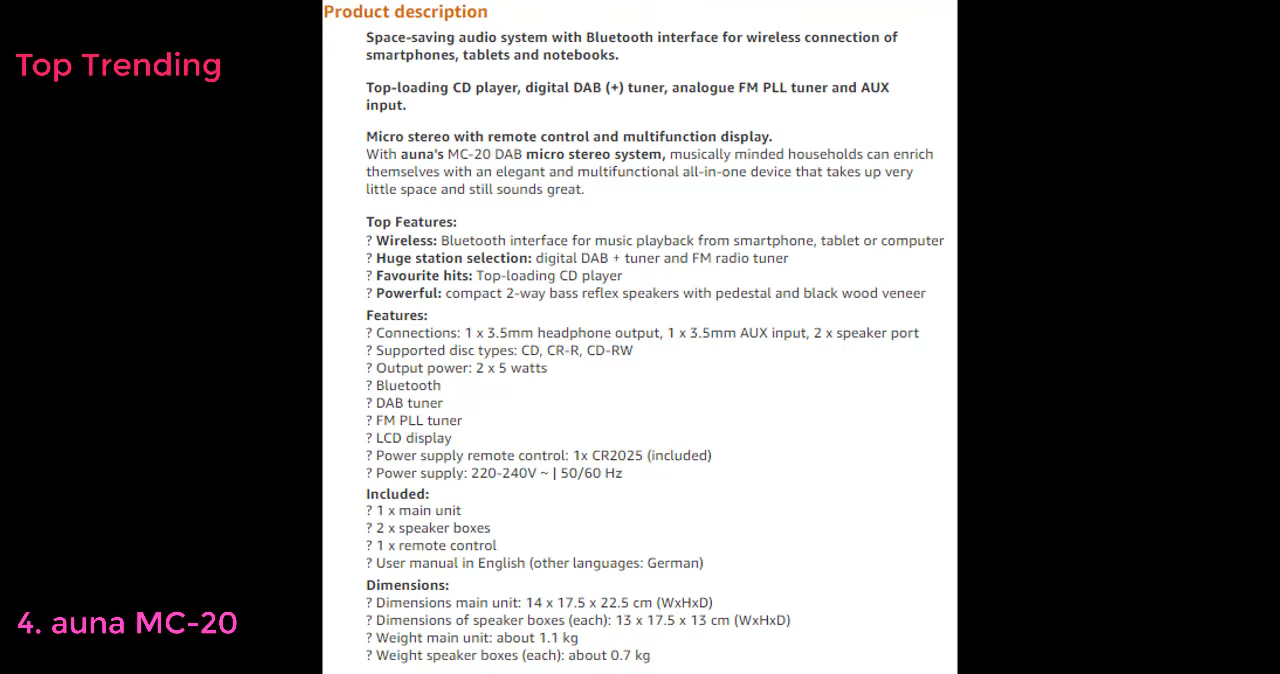 Product description
Top Trending
Space-saving audio system with Bluetooth interface for wireless connection of
smartphones, tablets and notebooks.
Top-loading CD player, digital DAB (+) tuner, analogue FM PLL tuner and AUX
input.
Micro stereo with remote control and multifunction display.
With auna's MC-20 DAB micro stereo system, musically minded households can enrich
themselves with an elegant and multifunctional all-in-one device that takes up very
little space and still sounds great.
Top Features:
? Wireless: Bluetooth interface for music playback from smartphone, tablet or computer
? Huge station selection: digital DAB + tuner and FM radio tuner
? Favourite hits: Top-loading CD player
? Powerful: compact 2-way bass reflex speakers with pedestal and black wood veneer
Features:
? Connections: 1 x 3.5mm headphone output, 1 x 3.5mm AUX input, 2 x speaker port
? Supported disc types: CD, CR-R, CD-RW
? Output power: 2 x 5 watts
? Bluetooth
? DAB tuner
? FM PLL tuner
? LCD display
? Power supply remote control: 1x CR2025 (included)
? Power supply: 220-240V ~ | 50/60 Hz
Included:
? 1 x main unit
? 2 x speaker boxes
? 1 x remote control
? User manual in English (other languages: German)
Dimensions:
? Dimensions main unit: 14 x 17.5 x 22.5 cm (WxHxD)
? Dimensions of speaker boxes (each): 13 x 17.5 x 13 cm (WxHxD)
? Weight main unit: about 1.1 kg
? Weight speaker boxes (each): about 0.7 kg
4. auna MC-20